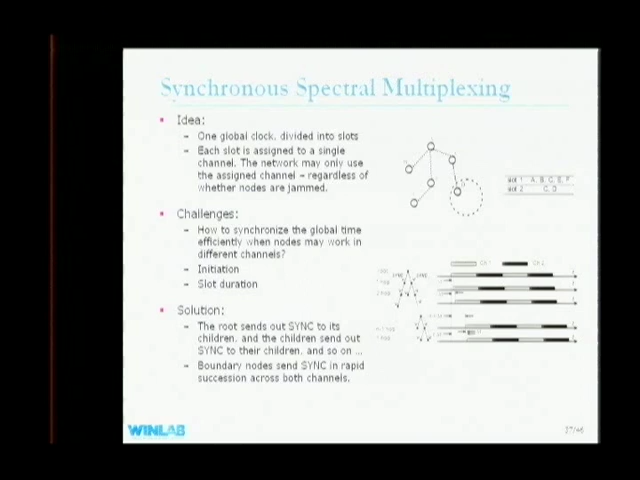 Synchronous Spectral Multiplexing
Idea:
– One global clock, divided into slots
– Each slot is assigned to a single
channel. The network may only use
the assigned channel – regardless of
whether nodes are jammed.
Challenges:
– How to synchronize the global time
efficiently when nodes may work in
different channels?
– Initiation
– Slot duration
Solution:
– The root sends out SYNC to its
children, and the children send out
SYNC to their children, and so on ...
– Boundary nodes send SYNC in rapid
succession across both channels.
WINLAB